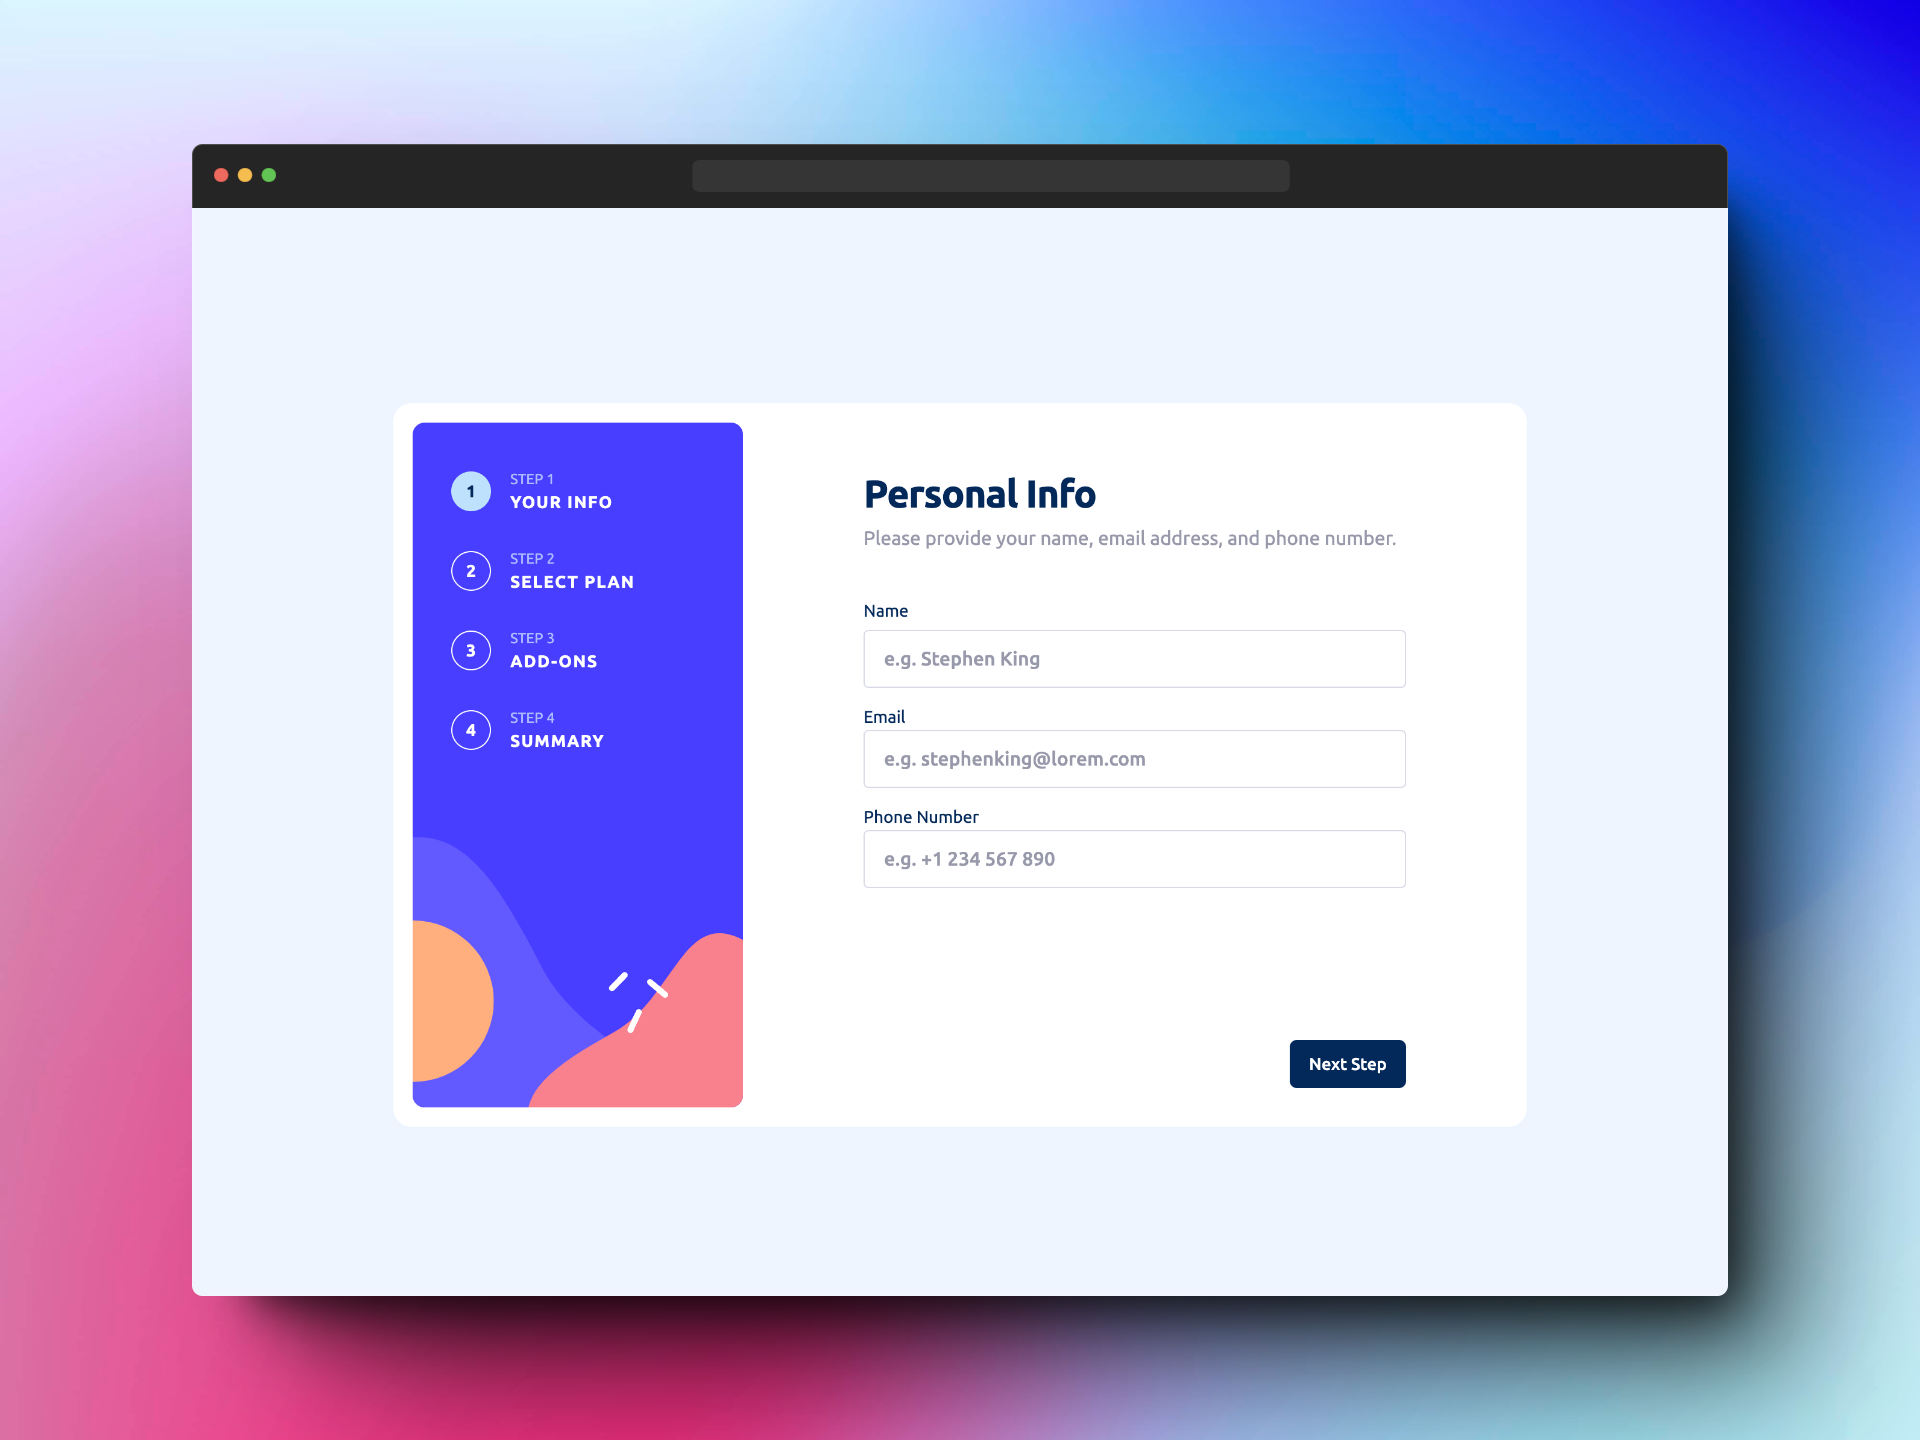 1
STEP 1
YOUR INFO
2
STEP 2
SELECT PLAN
3
STEP 3
ADD-ONS
4
STEP 4
SUMMARY
Personal Info
Please provide your name, email address, and phone number.
Name
e.g. Stephen King
Email
e.g. stephenking@lorem.com
Phone Number
e.g. +1 234 567 890
Next Step